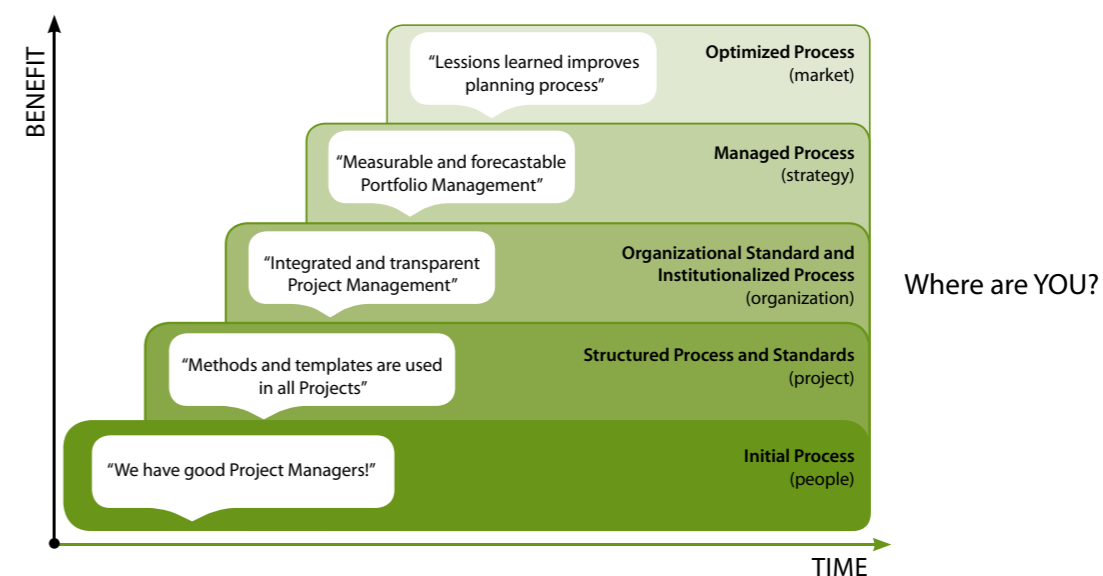 BENEFIT
“Lessions learned improves
planning process”
Optimized Process
(market)
“Measurable and forecastable
Portfolio Management”
Managed Process
(strategy)
“Integrated and transparent
Project Management”
Organizational Standard and
Institutionalized Process
(organization)
Where are YOU?
“Methods and templates are used
in all Projects”
Structured Process and Standards
(project)
“We have good Project Managers!”
Initial Process
(people)
TIME